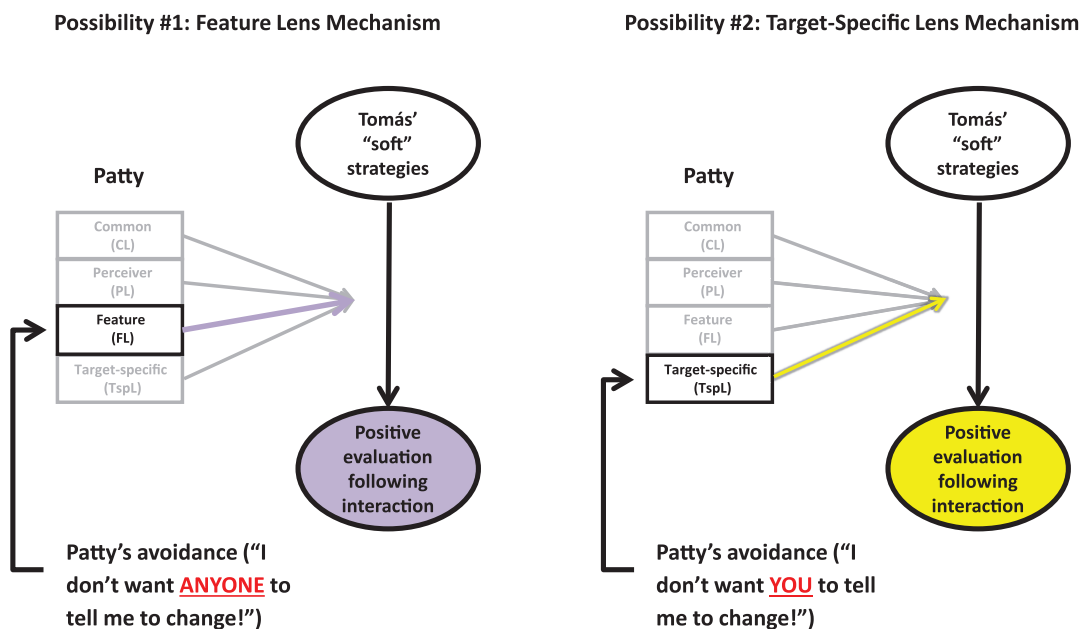 Possibility #1: Feature Lens Mechanism
Tomás’
“soft”
strategies
Patty
Common
(CL)
Perceiver
(PL)
Feature
(FL)
Target-specific
(TspL)
Positive
evaluation
following
interaction
Patty’s avoidance (“I
don’t want ANYONE to
tell me to change!”)
Possibility #2: Target-Specific Lens Mechanism
Tomás’
“soft”
strategies
Patty
Common
(CL)
Perceiver
(PL)
Feature
(FL)
Target-specific
(TspL)
Positive
evaluation
following
interaction
Patty’s avoidance (“I
don’t want YOU to tell
me to change!”)